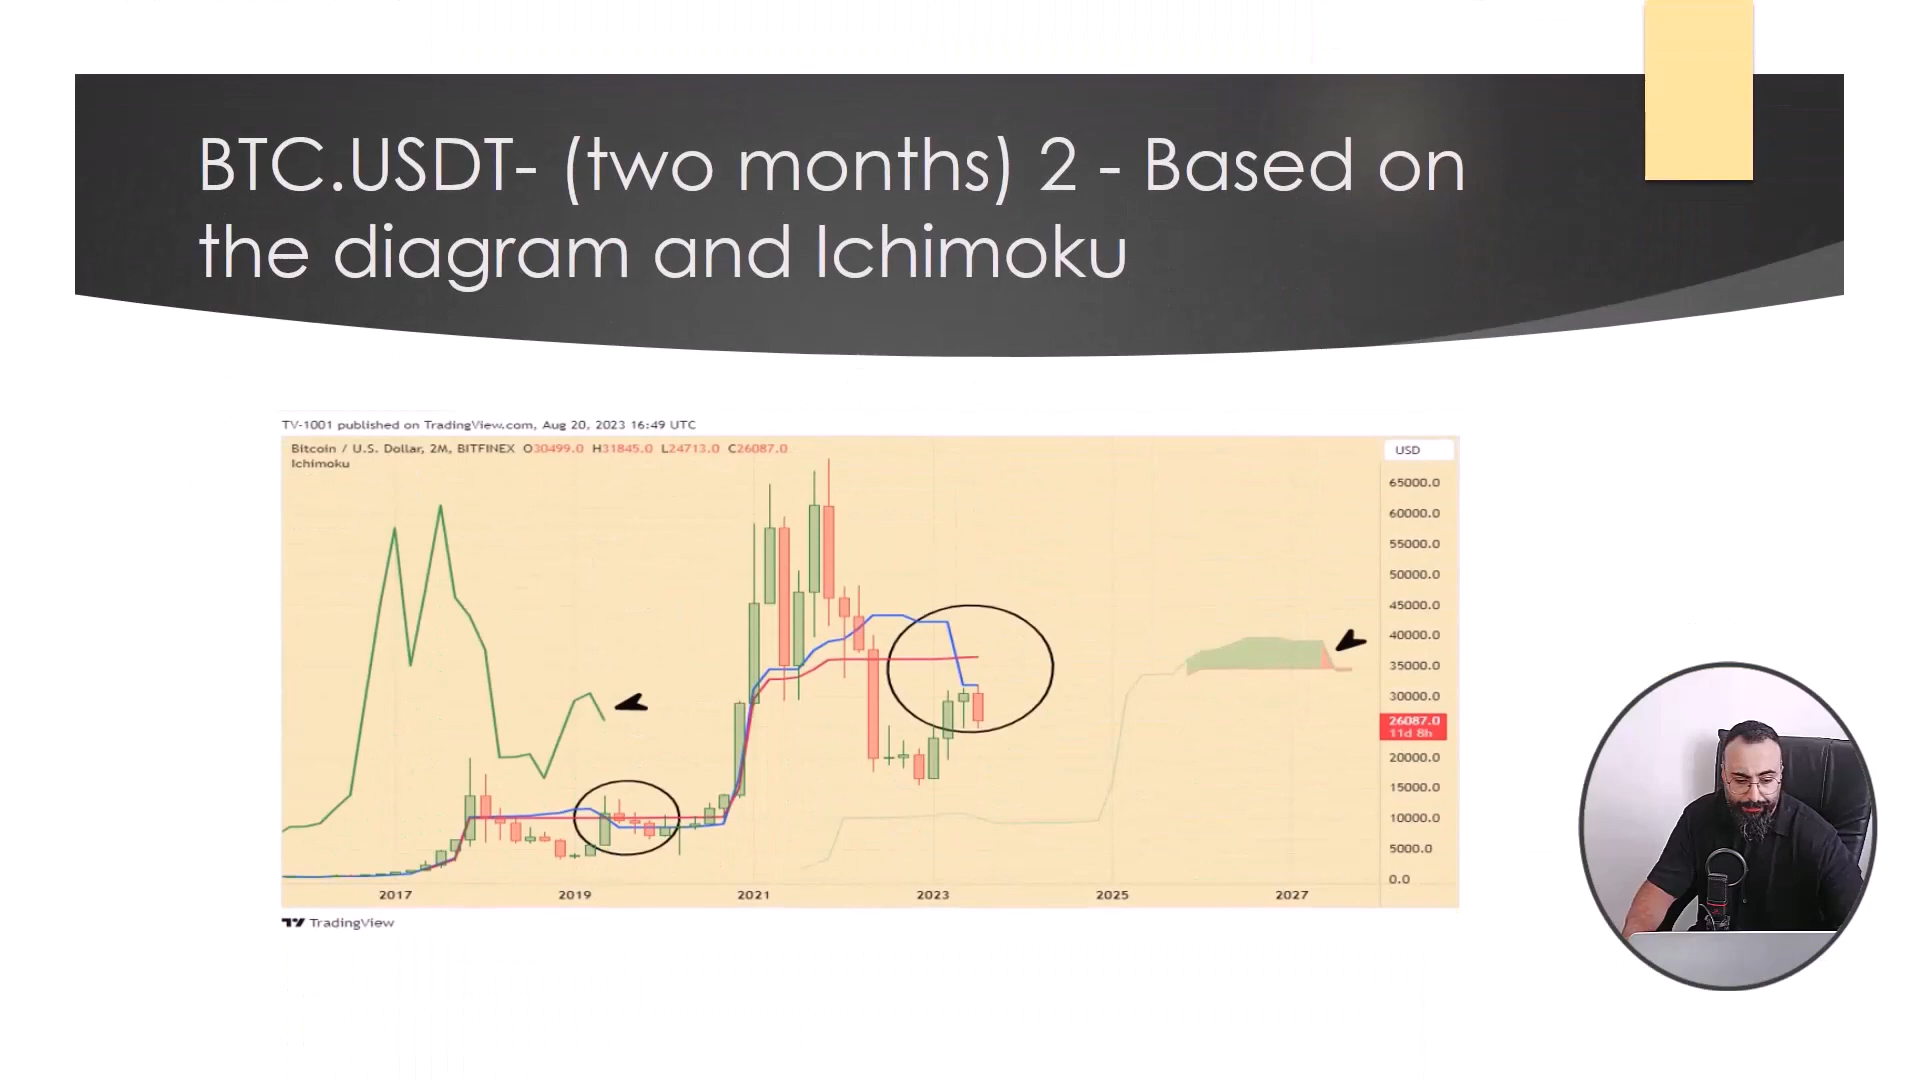 BTC.USDT- (two months) 2 - Based on
the diagram and Ichimoku
TV-1001 published on TradingView.com, Aug 20, 2023 16:49 UTC
Bitcoin / U.S. Dollar, 2M, BITFINEX O30499.0 H31845.0 L24713.0 C26087.0
Ichimoku
USD
65000.0
60000.0
55000.0
50000.0
45000.0
40000.0
35000.0
30000.0
26087.0
11d 8h
20000.0
15000.0
10000.0
5000.0
0.0
2017 2019 2021 2023 2025 2027
TradingView